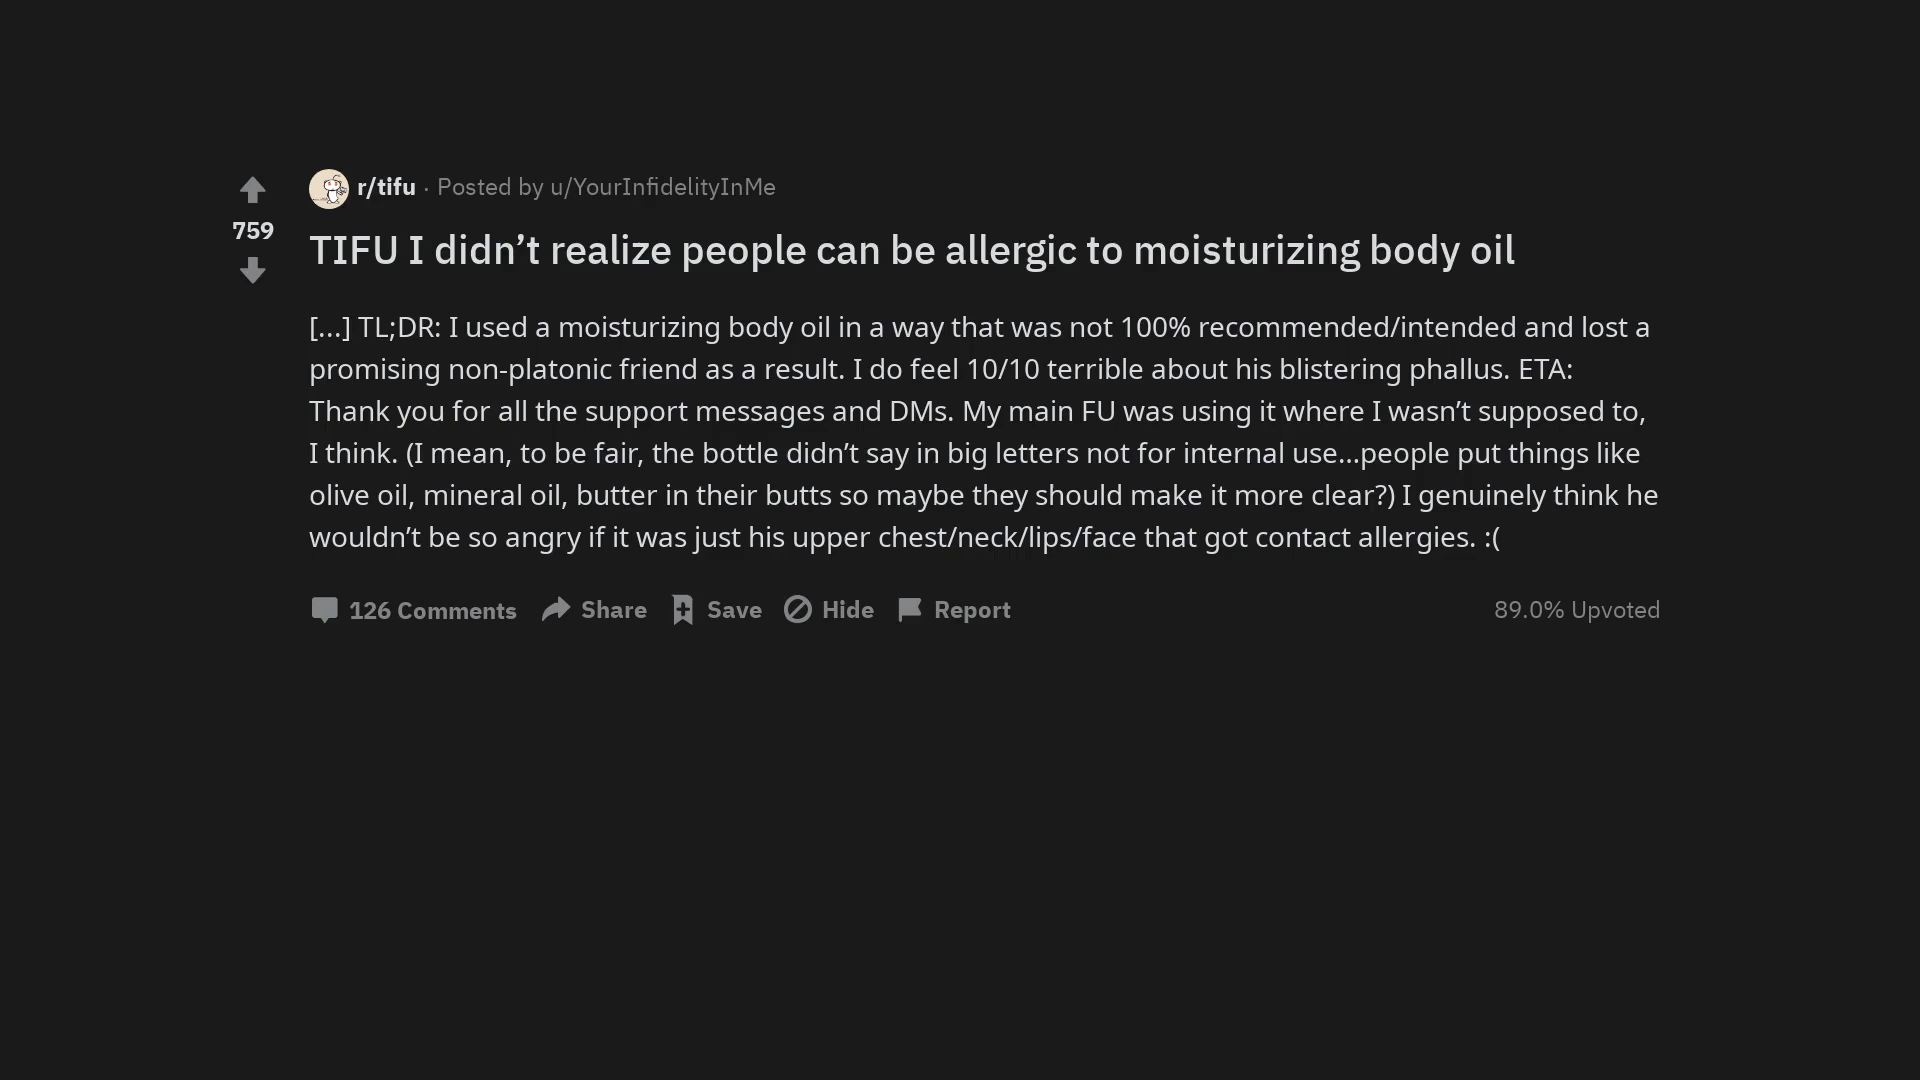 r/tifu · Posted by u/YourInfidelityInMe
759
TIFU I didn’t realize people can be allergic to moisturizing body oil
[...] TL;DR: I used a moisturizing body oil in a way that was not 100% recommended/intended and lost a
promising non-platonic friend as a result. I do feel 10/10 terrible about his blistering phallus. ETA:
Thank you for all the support messages and DMs. My main FU was using it where I wasn’t supposed to,
I think. (I mean, to be fair, the bottle didn’t say in big letters not for internal use...people put things like
olive oil, mineral oil, butter in their butts so maybe they should make it more clear?) I genuinely think he
wouldn’t be so angry if it was just his upper chest/neck/lips/face that got contact allergies. :(
126 Comments Share Save Hide Report 89.0% Upvoted